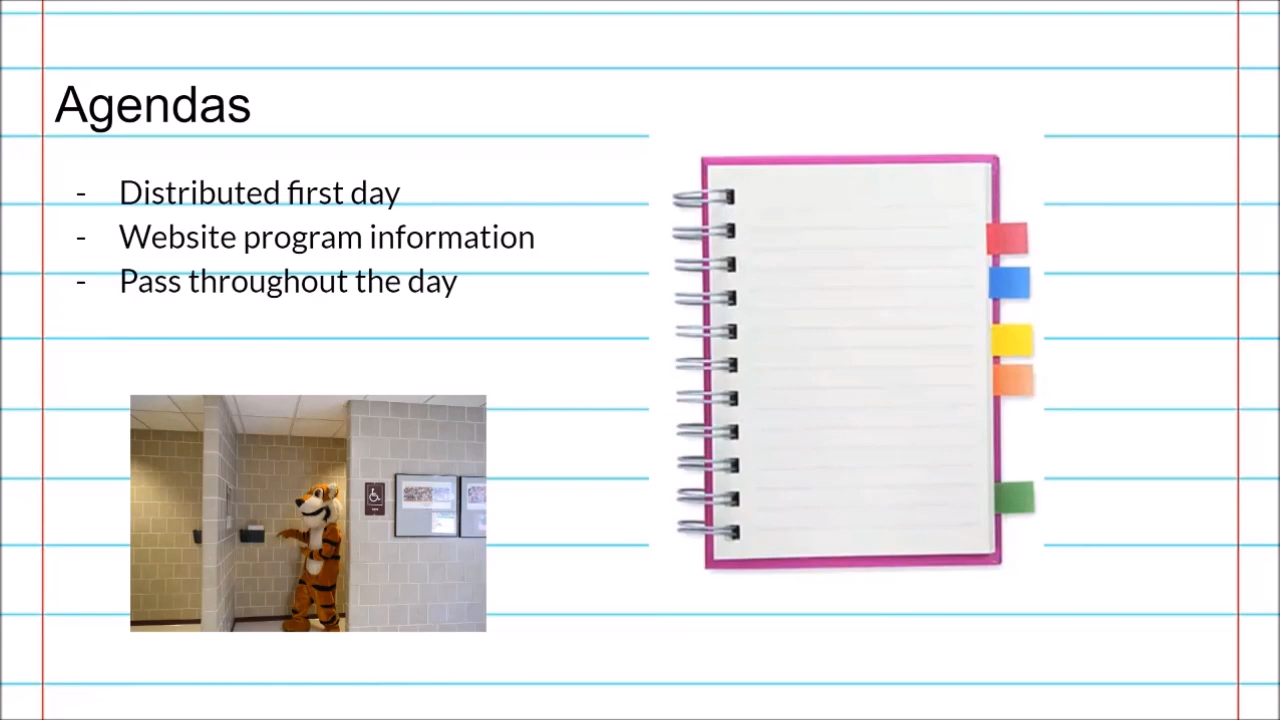 Agendas
- Distributed first day
- Website program information
- Pass throughout the day